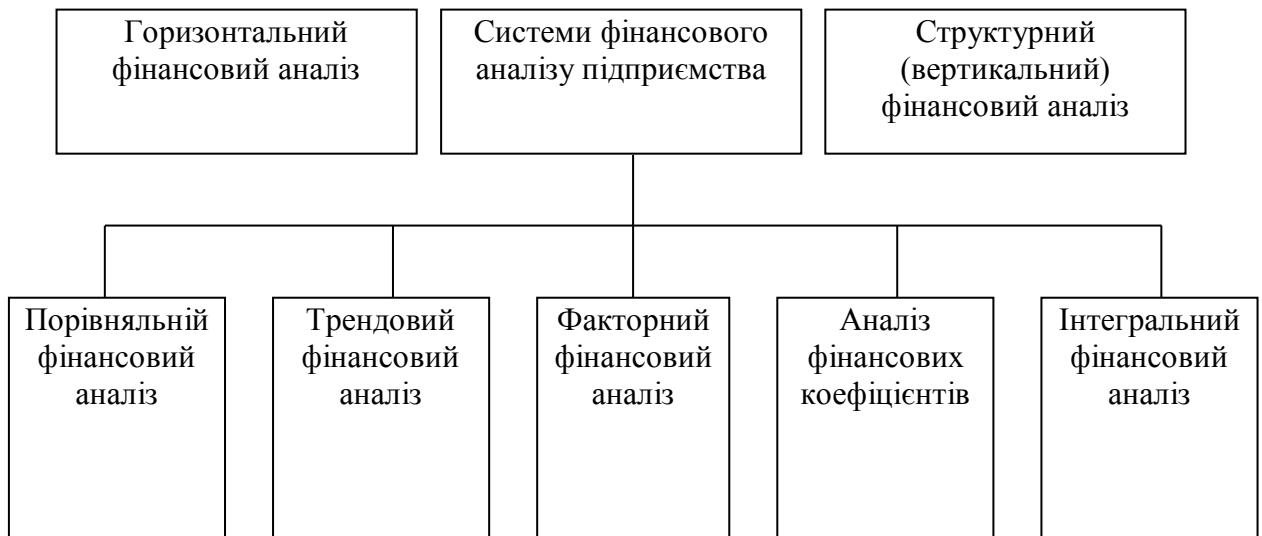 Горизонтальний
фінансовий аналіз
Системи фінансового
аналізу підприємства
Структурний
(вертикальний)
фінансовий аналіз
Порівняльній
фінансовий
аналіз
Трендовий
фінансовий
аналіз
Факторний
фінансовий
аналіз
Аналіз
фінансових
коефіцієнтів
Інтегральний
фінансовий
аналіз